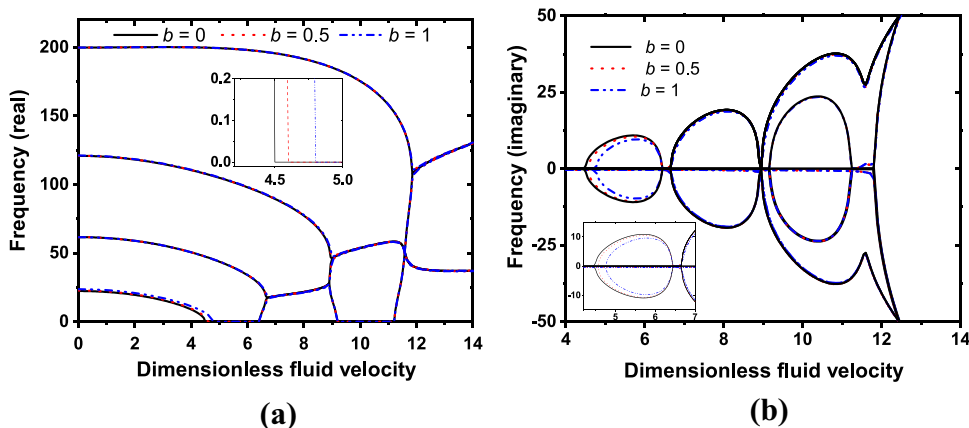 b = 0 b = 0.5 b = 1
Frequency (real)
200
150
100
50
0
0.2
0.1
0.0
4.5 5.0
0 2 4 6 8 10 12 14
Dimensionless fluid velocity
(a)
b = 0
b = 0.5
b = 1
Frequency (imaginary)
50
25
0
-25
-50
10
0
-10
5 6 7
4 6 8 10 12 14
Dimensionless fluid velocity
(b)